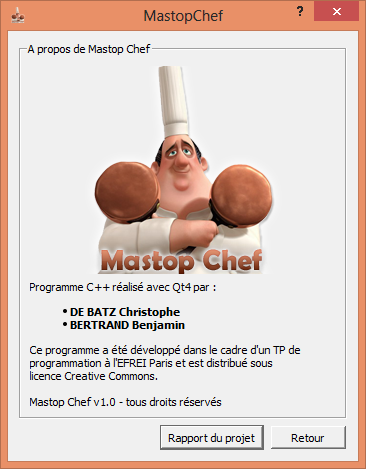 MastopChef
?
x
A propos de Mastop Chef
Mastop Chef
Programme C++ réalisé avec Qt4 par :
• DE BATZ Christophe
• BERTRAND Benjamin
Ce programme a été développé dans le cadre d'un TP de
programmation à l'EFREI Paris et est distribué sous
licence Creative Commons.
Mastop Chef v1.0 - tous droits réservés
Rapport du projet
Retour